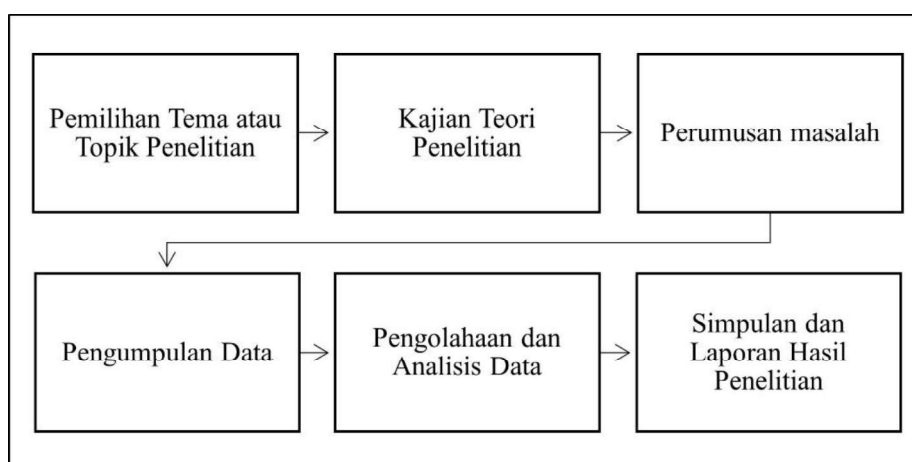 Pemilihan Tema atau
Topik Penelitian
Kajian Teori
Penelitian
Perumusan masalah
Pengumpulan Data
Pengolahaan dan
Analisis Data
Simpulan dan
Laporan Hasil
Penelitian